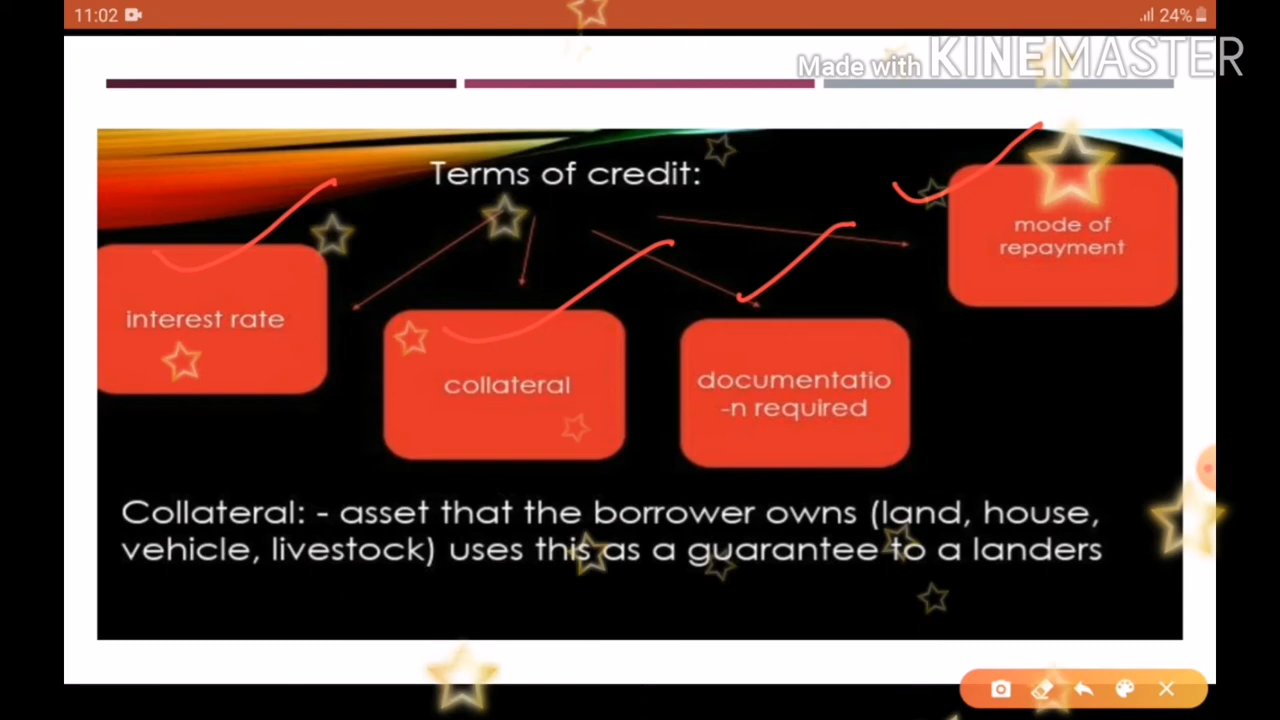 11:02
24%
Made with KINEMASTER
Terms of credit:
interest rate
collateral
documentatio
-n required
mode of
repayment
Collateral: - asset that the borrower owns (land, house,
vehicle, livestock) uses this as a guarantee to a landers